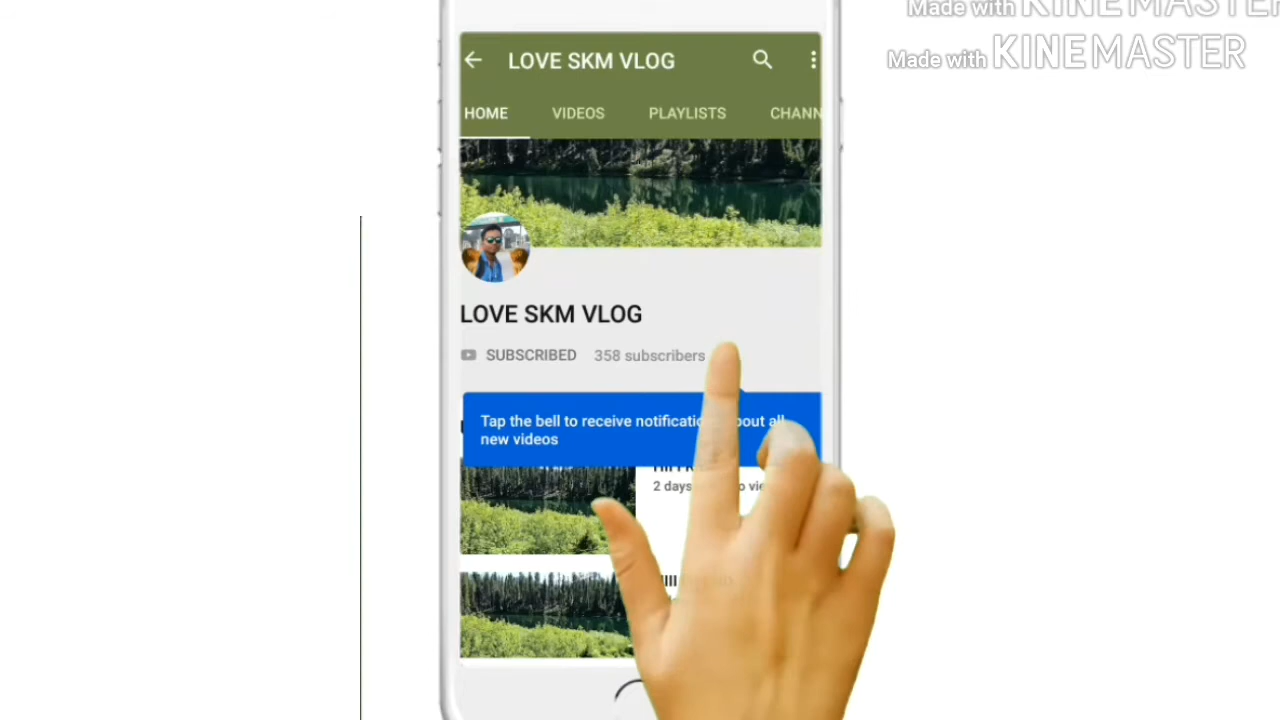 Made with KINEMASTER
Made with KINEMASTER
LOVE SKM VLOG
HOME VIDEOS PLAYLISTS CHANN
LOVE SKM VLOG
SUBSCRIBED 358 subscribers
Tap the bell to receive all
new videos
2 days